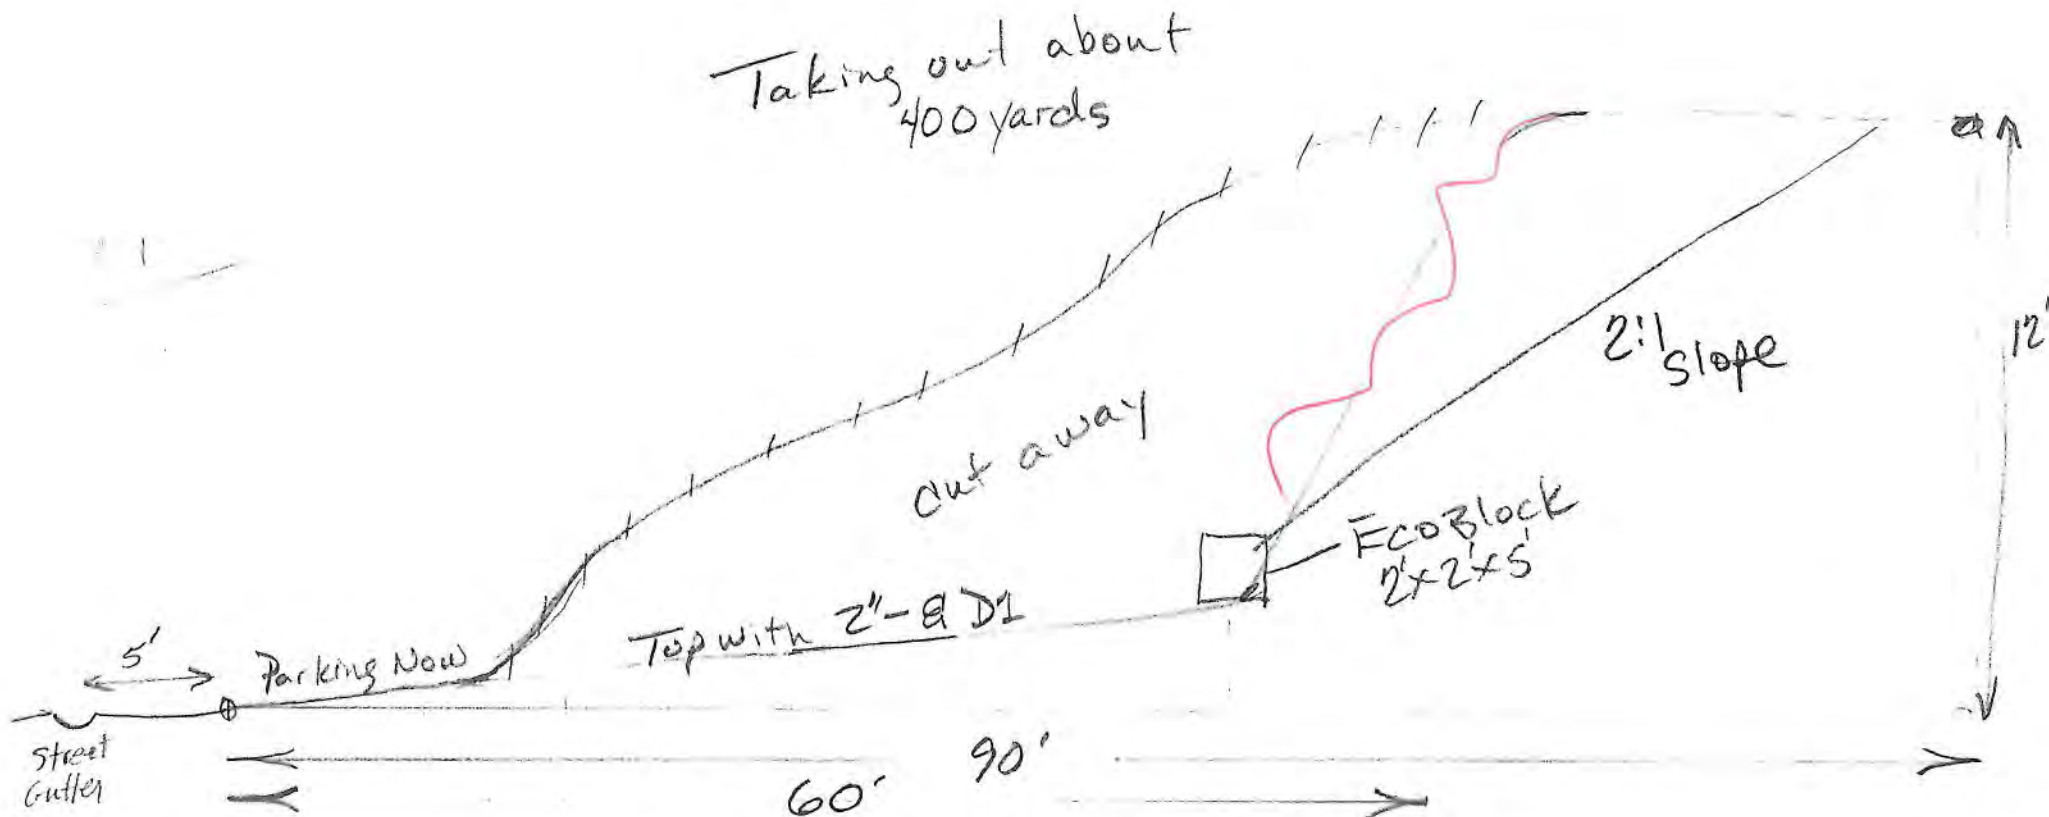 Taking out about
400 yards
12'
2:1
Slope
cut away
EcoBlock
2'x2'x5'
Top with 2"- D1
5'
Parking Now
Street
Gutter
90'
60'